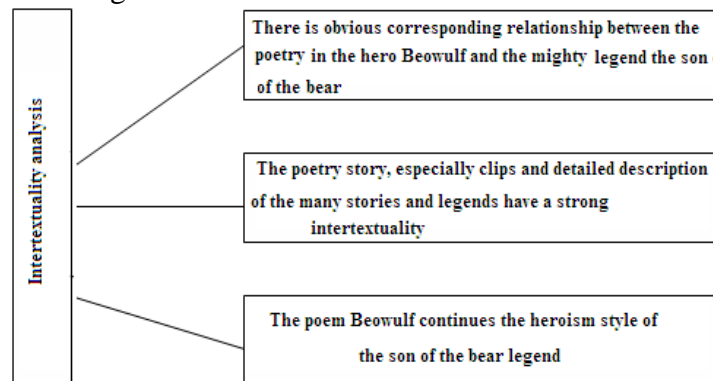 Intertextuality analysis
There is obvious corresponding relationship between the
poetry in the hero Beowulf and the mighty legend the son
of the bear
The poetry story, especially clips and detailed description
of the many stories and legends have a strong
intertextuality
The poem Beowulf continues the heroism style of
the son of the bear legend